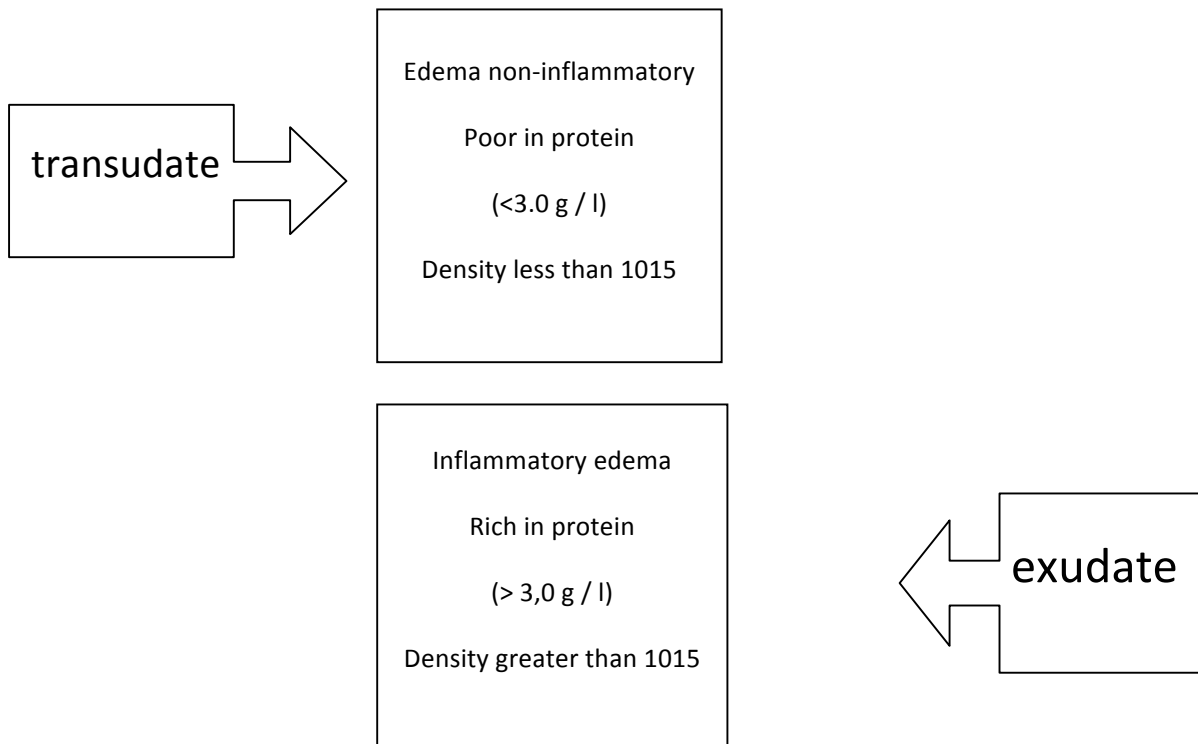 transudate
Edema non-inflammatory
Poor in protein
(<3.0 g / l)
Density less than 1015
Inflammatory edema
Rich in protein
(> 3,0 g / l)
Density greater than 1015
exudate